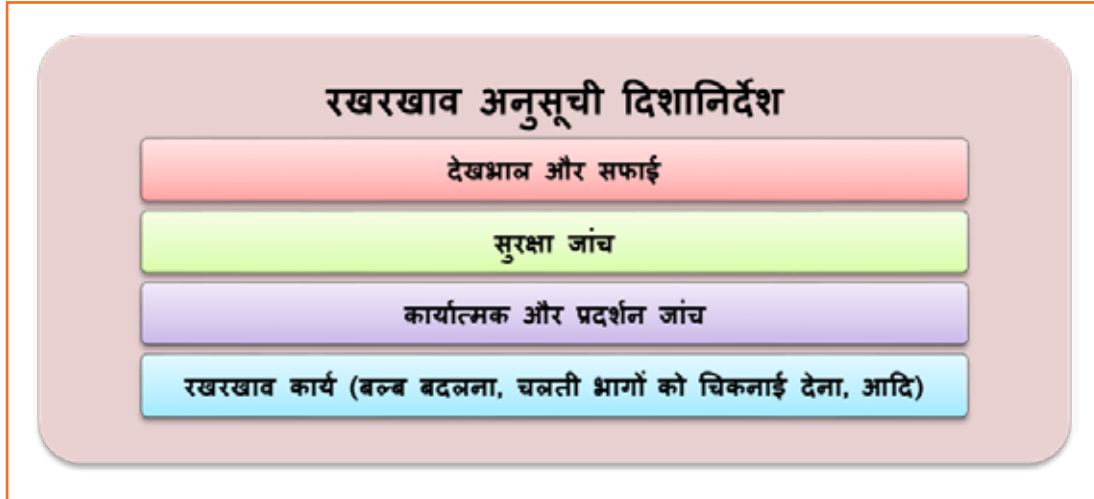 रखरखाव अनुसूची दिशानिर्देश
देखभाल और सफाई
सुरक्षा जांच
कार्यात्मक और प्रदर्शन जांच
रखरखाव कार्य (बल्ब बदलना, चलती भागों को चिकनाई देना, आदि)